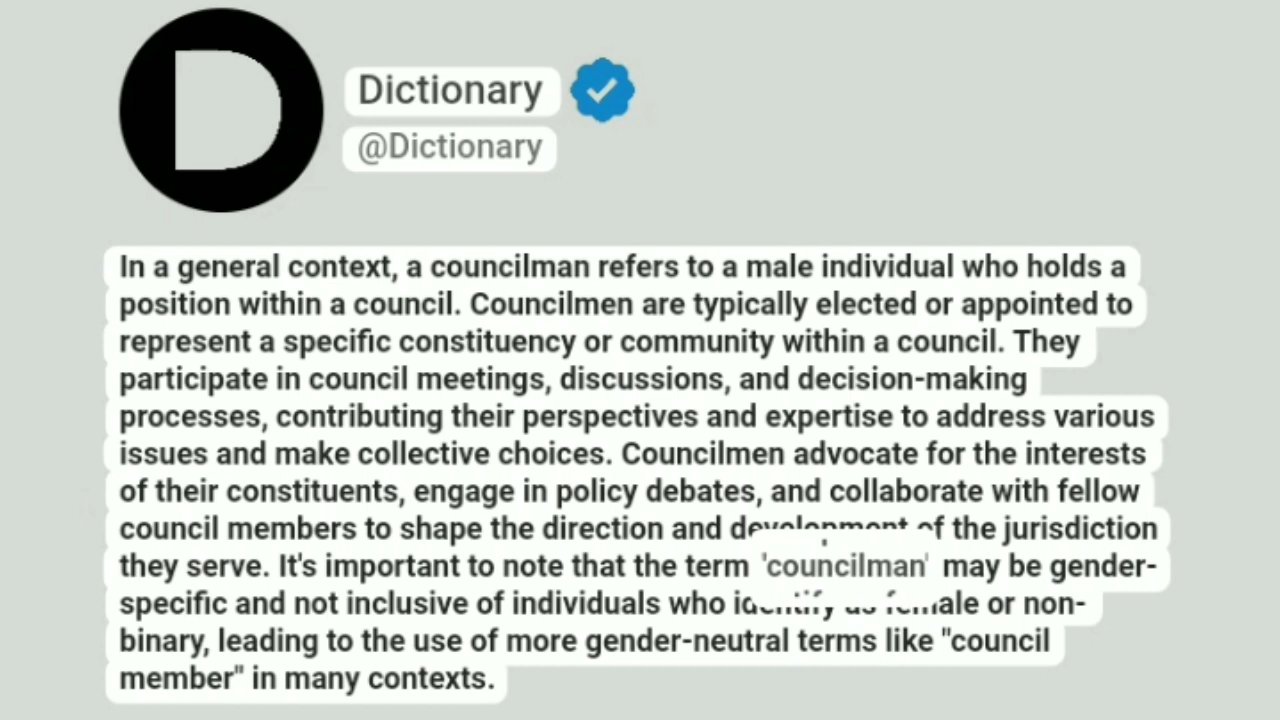 Dictionary
@Dictionary
In a general context, a councilman refers to a male individual who holds a
position within a council. Councilmen are typically elected or appointed to
represent a specific constituency or community within a council. They
participate in council meetings, discussions, and decision-making
processes, contributing their perspectives and expertise to address various
issues and make collective choices. Councilmen advocate for the interests
of their constituents, engage in policy debates, and collaborate with fellow
council members to shape the direction and development of the jurisdiction
they serve. It's important to note that the term 'councilman' may be gender-
specific and not inclusive of individuals who identify as female or non-
binary, leading to the use of more gender-neutral terms like "council
member" in many contexts.